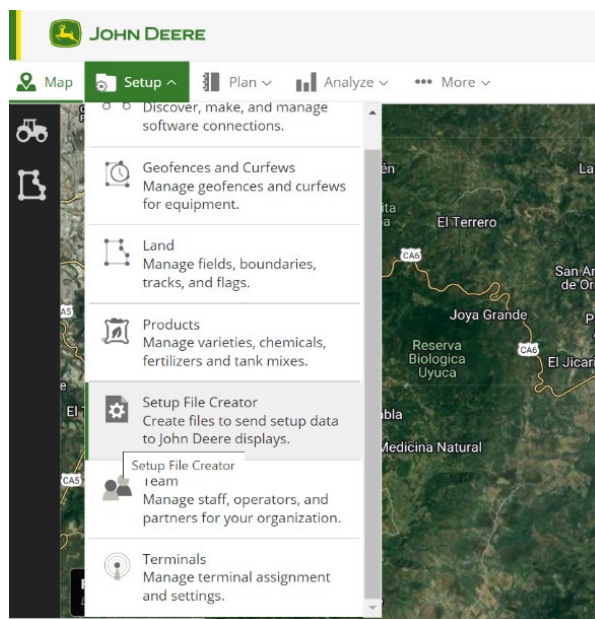 JOHN DEERE
Map
Setup
Plan
Analyze
More
Discover, make, and manage
software connections.
Geofences and Curfews
Manage geofences and curfews
for equipment.
Land
Manage fields, boundaries,
tracks, and flags.
Products
Manage varieties, chemicals,
fertilizers and tank mixes.
Setup File Creator
Create files to send setup data
to John Deere displays.
Setup File Creator
Team
Manage staff, operators, and
partners for your organization.
Terminals
Manage terminal assignment
and settings.
El Terrero
CA6
San An
de Or
Joya Grande
CA6
Reserva
Biologica
Uyuca
El Jicari
Medicina Natural
A5
CA5
La